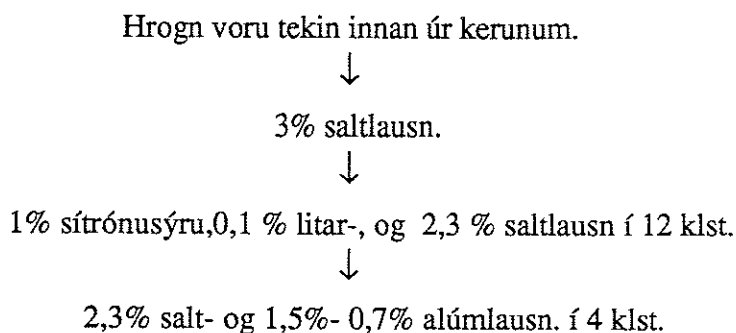 Hrogn voru tekin innan úr kerunum.
↓
3% saltlausn.
↓
1% sítrónusýru,0,1 % litar-, og 2,3 % saltlausn í 12 klst.
↓
2,3% salt- og 1,5%- 0,7% alúmlausn. í 4 klst.